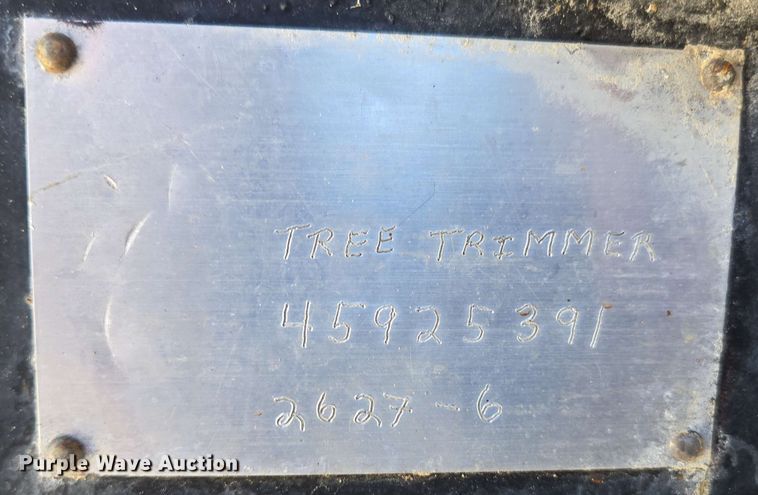 TREE TRIMMER
45925391
2627-6
Purple Wave Auction